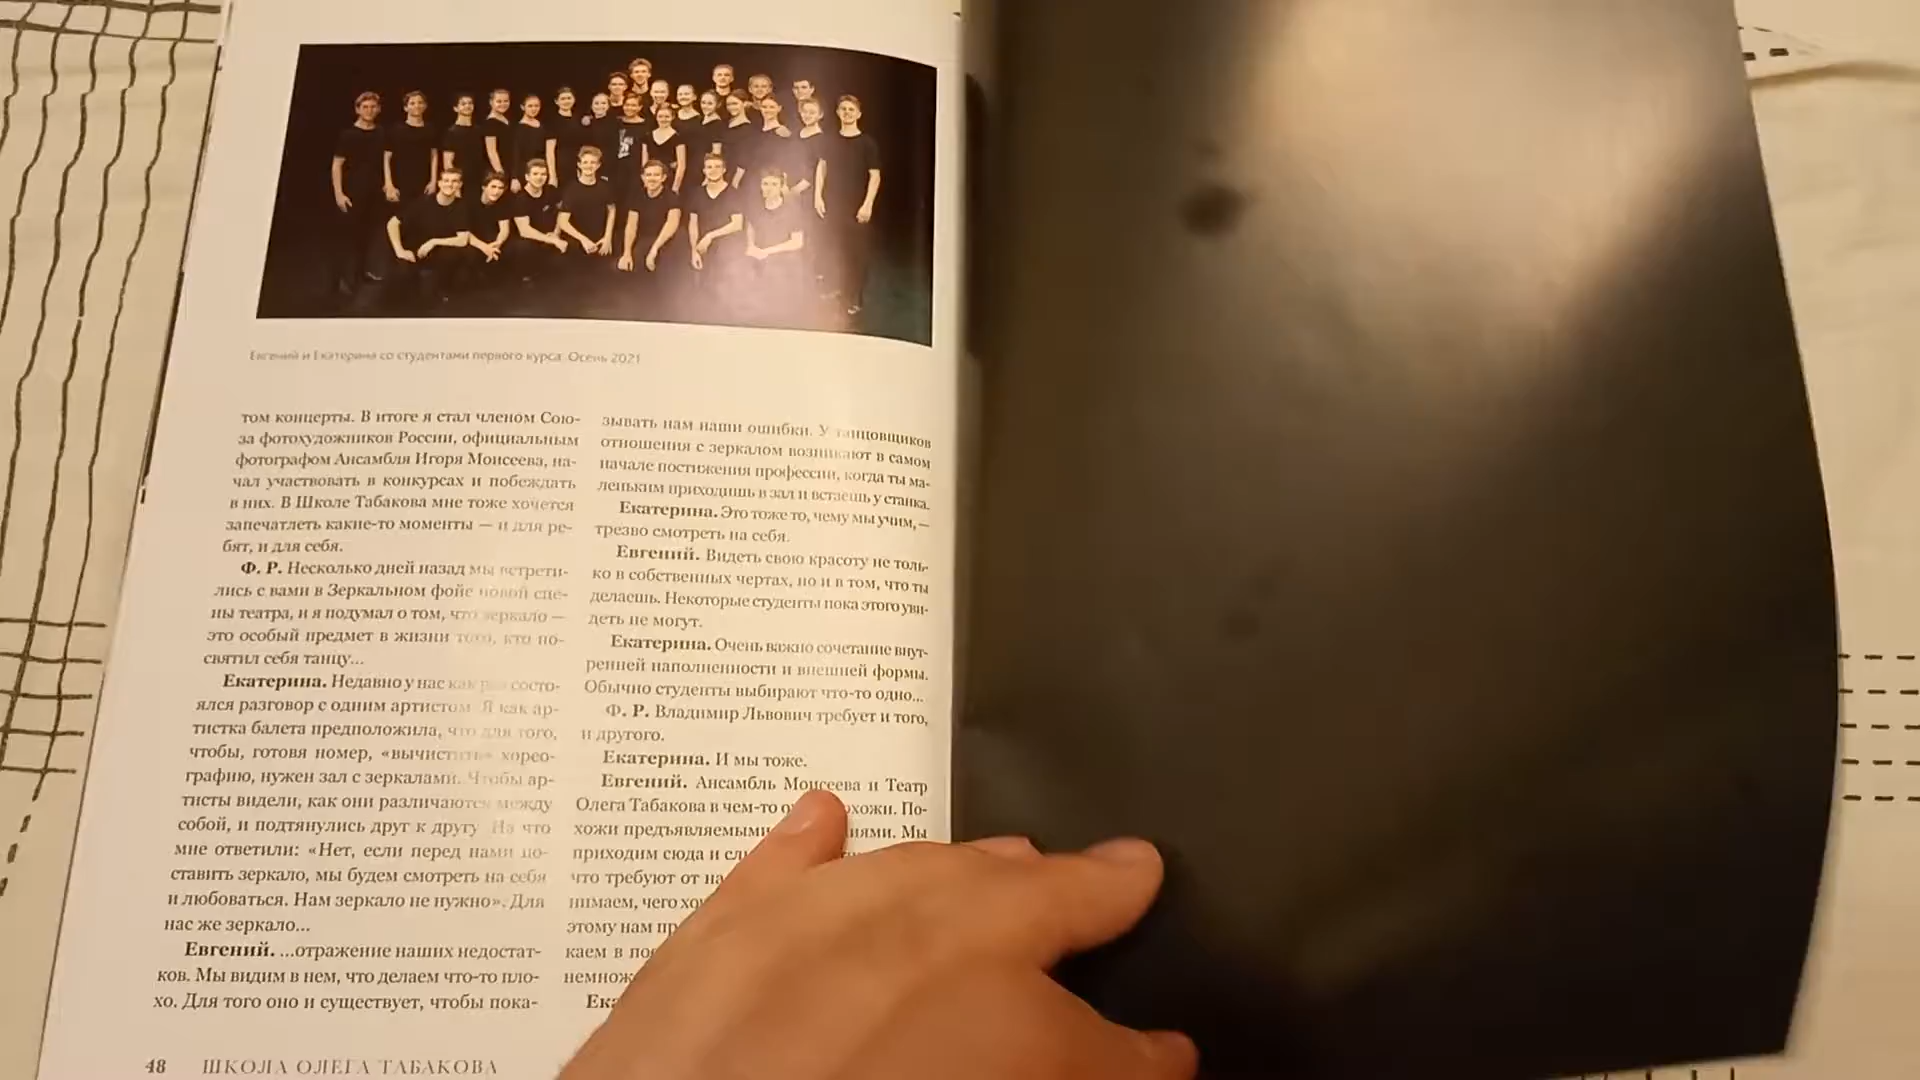 Евгений и Екатерина со студентами первого курса. Осень 2021
том концерты. В итоге я стал членом Сою-
за фотохудожников России, официальным
фотографом Ансамбля Игоря Моисеева, на-
чал участвовать в конкурсах и побеждать
в них. В Школе Табакова мне тоже хочется
запечатлеть какие-то моменты — и для ре-
бят, и для себя.
Ф. Р. Несколько дней назад мы встрети-
лись с вами в Зеркальном фойе новой сце-
ны театра, и я подумал о том, что зеркало —
это особый предмет в жизни того, кто по-
святил себя танцу...
Екатерина. Недавно у нас как раз состо-
ялся разговор с одним артистом. Я как ар-
тистка балета предположила, что для того,
чтобы, готовя номер, «вычистить» хорео-
графию, нужен зал с зеркалами. Чтобы ар-
тисты видели, как они различаются между
собой, и подтянулись друг к другу. На что
мне ответили: «Нет, если перед нами по-
ставить зеркало, мы будем смотреть на себя
и любоваться. Нам зеркало не нужно». Для
нас же зеркало...
Евгений. ...отражение наших недостат-
ков. Мы видим в нем, что делаем что-то пло-
хо. Для того оно и существует, чтобы пока-
зывать нам наши ошибки. У танцовщиков
отношения с зеркалом возникают в самом
начале постижения профессии, когда ты ма-
леньким приходишь в зал и встаешь у станка.
Екатерина. Это тоже то, чему мы учим, —
трезво смотреть на себя.
Евгений. Видеть свою красоту не толь-
ко в собственных чертах, но и в том, что ты
делаешь. Некоторые студенты пока этого уви-
деть не могут.
Екатерина. Очень важно сочетание внут-
ренней наполненности и внешней формы.
Обычно студенты выбирают что-то одно...
Ф. Р. Владимир Львович требует и того,
и другого.
Екатерина. И мы тоже.
Евгений. Ансамбль Моисеева и Театр
Олега Табакова в чем-то По-
хожи предъявляемыми Мы
приходим сюда и
что требуют от
нимаем, чего
этому нам
каем в
48 ШКОЛА ОЛЕГА ТАБАКОВА